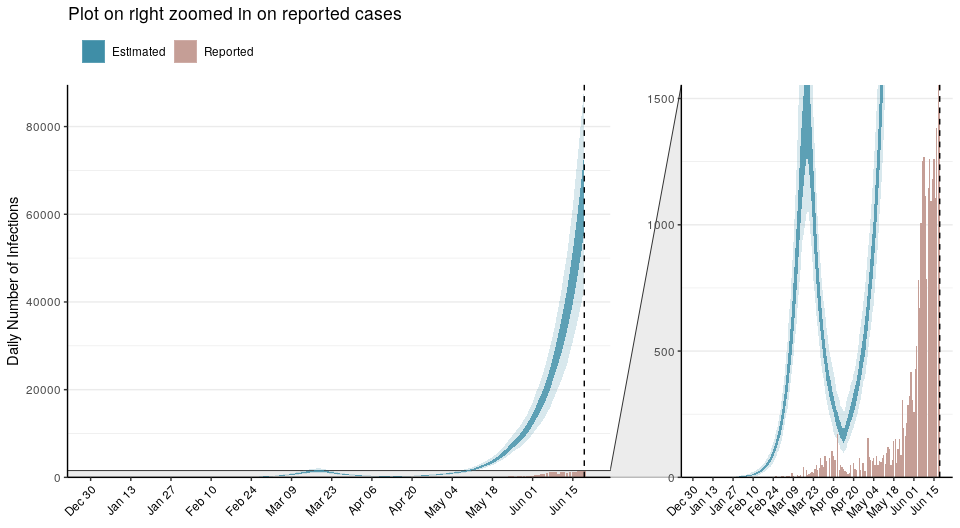 Plot on right zoomed in on reported cases
Estimated Reported
Daily Number of Infections
80000
60000
40000
20000
0
Dec 30 Jan 13 Jan 27 Feb 10 Feb 24 Mar 09 Mar 23 Apr 06 Apr 20 May 04 May 18 Jun 01 Jun 15
1500
1000
500
0
Dec 30 Jan 13 Jan 27 Feb 10 Feb 24 Mar 09 Mar 23 Apr 06 Apr 20 May 04 May 18 Jun 01 Jun 15